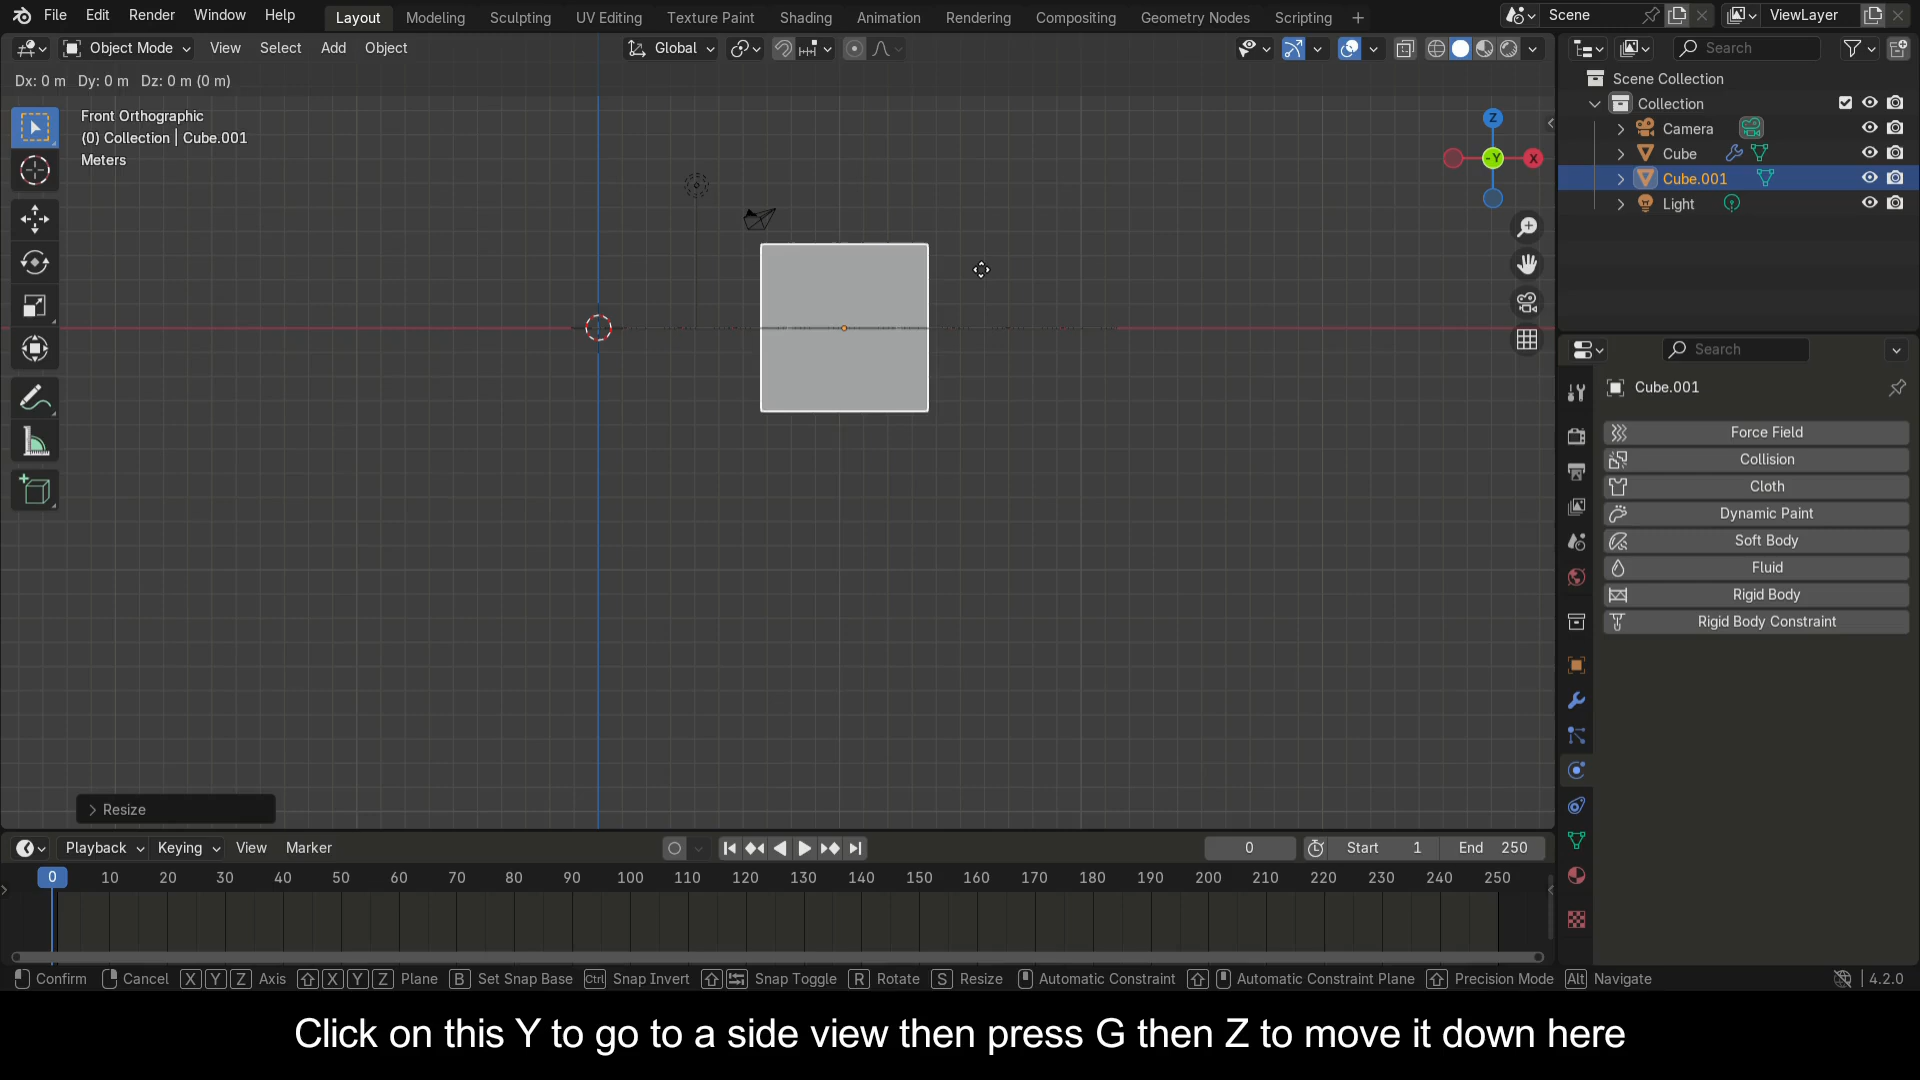 File Edit Render Window Help Layout Modeling Sculpting UV Editing Texture Paint Shading Animation Rendering Compositing Geometry Nodes Scripting + Scene ViewLayer
Object Mode View Select Add Object Global Search
Dx: 0 m Dy: 0 m Dz: 0 m (0 m)
Front Orthographic
(0) Collection | Cube.001
Meters
Z
-Y
X
Scene Collection
Collection
Camera
Cube
Cube.001
Light
Search
Cube.001
Force Field
Collision
Cloth
Dynamic Paint
Soft Body
Fluid
Rigid Body
Rigid Body Constraint
> Resize
Playback Keying View Marker 0 Start 1 End 250
0 10 20 30 40 50 60 70 80 90 100 110 120 130 140 150 160 170 180 190 200 210 220 230 240 250
Confirm Cancel X Y Z Axis X Y Z Plane B Set Snap Base Ctrl Snap Invert Snap Toggle R Rotate S Resize Automatic Constraint Automatic Constraint Plane Precision Mode Alt Navigate 4.2.0
Click on this Y to go to a side view then press G then Z to move it down here